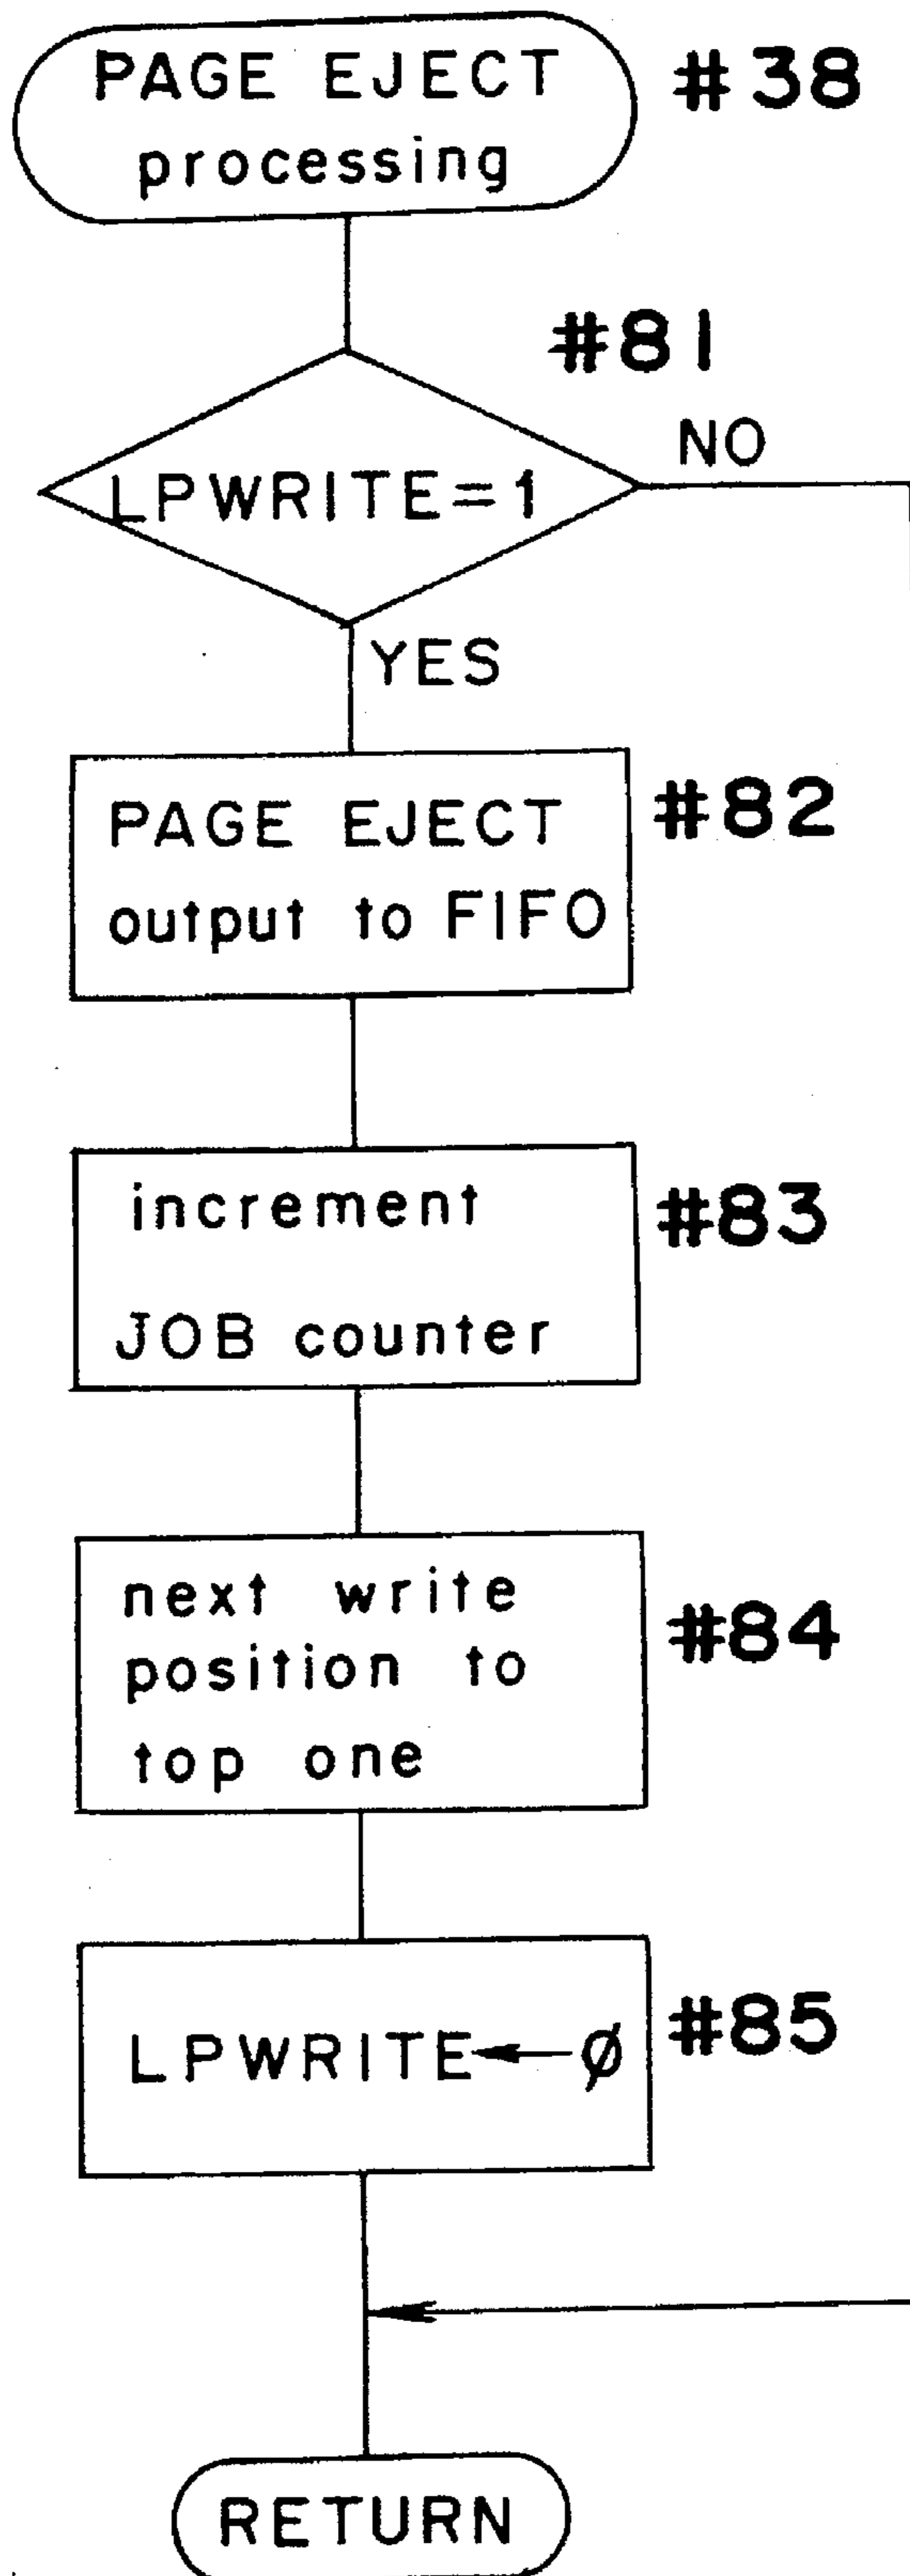 PAGE EJECT #38
processing
#81
NO
LPWRITE=1
YES
PAGE EJECT #82
output to FIFO
increment #83
JOB counter
next write #84
position to
top one
LPWRITE←Ø #85
RETURN